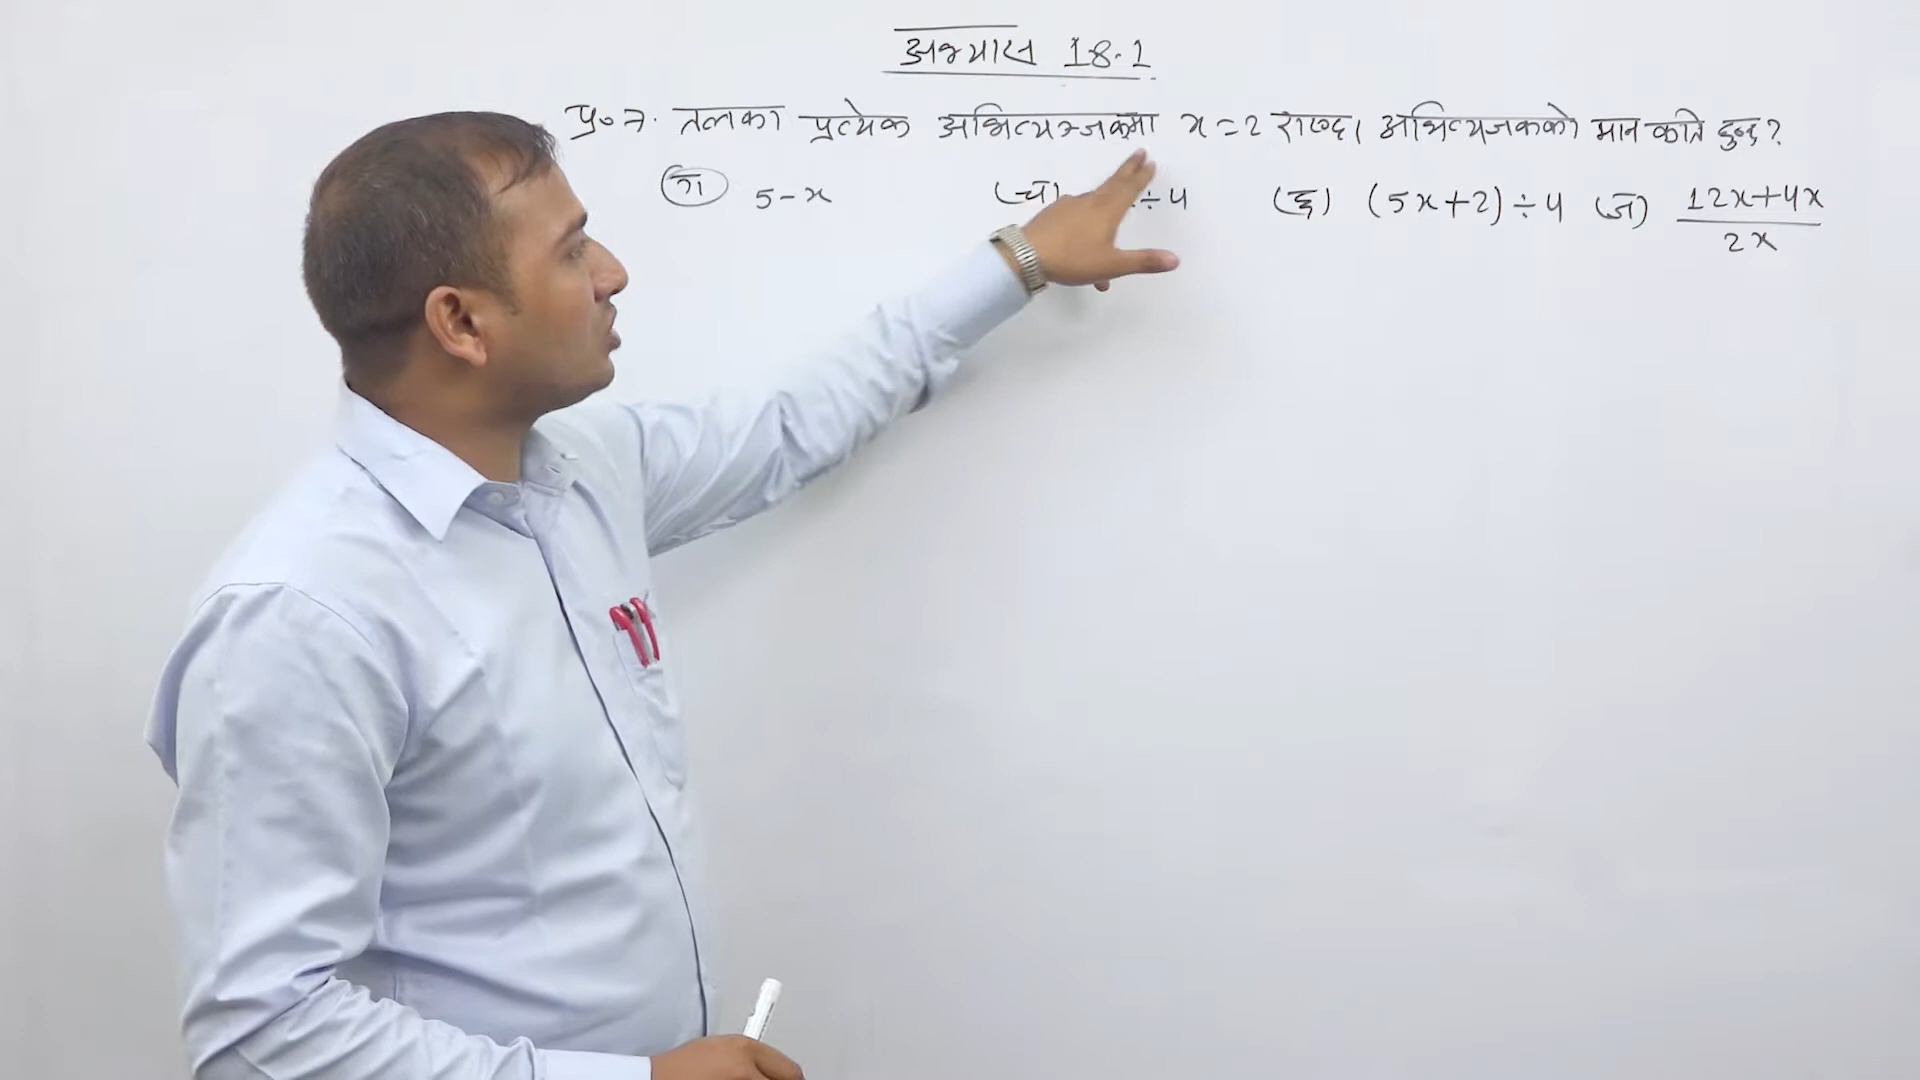 अभ्यास 18.1
प्र० 7. तलका प्रत्येक अभिव्यञ्जकमा x = 2 राख्दा अभिव्यञ्जकको मान कति हुन्छ?
(ग) 5 - x (च) ÷ 4 (छ) (5x + 2) ÷ 4 (ज) 12x + 4x
2x